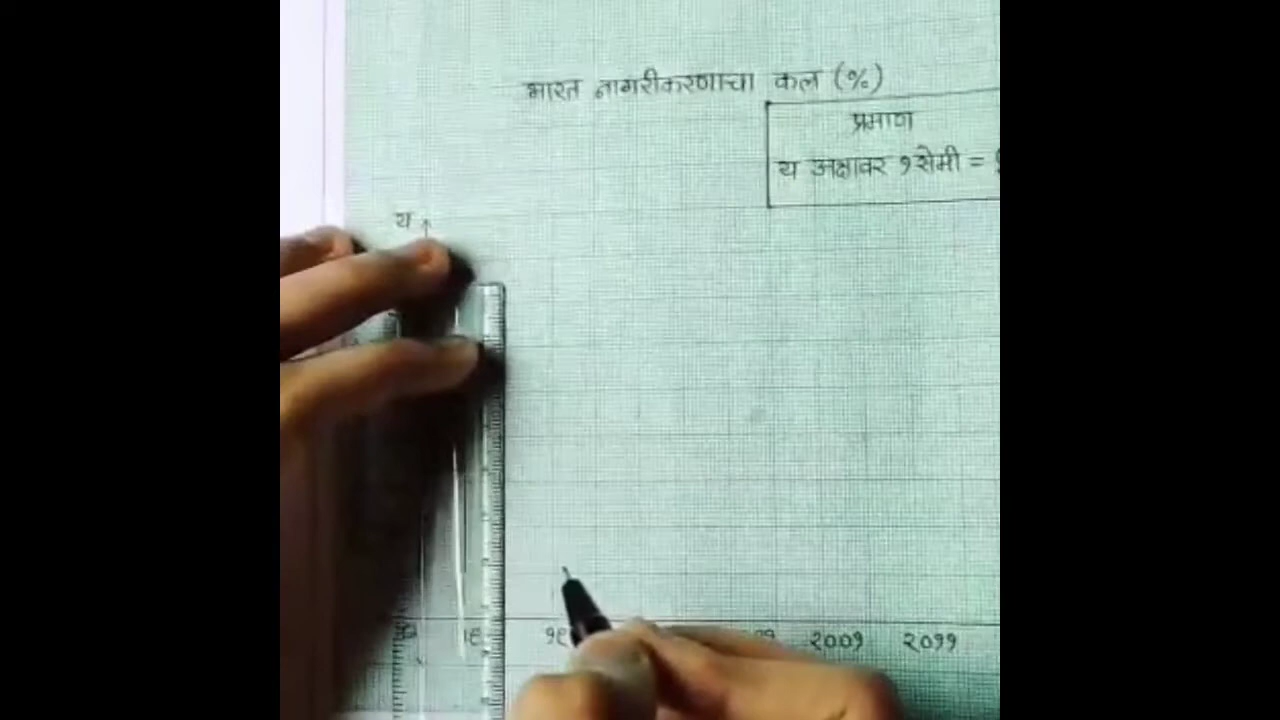 भारत नागरीकरणाचा कल (%)
प्रमाण
य अक्षावर १सेमी =
य
२००१ २०११